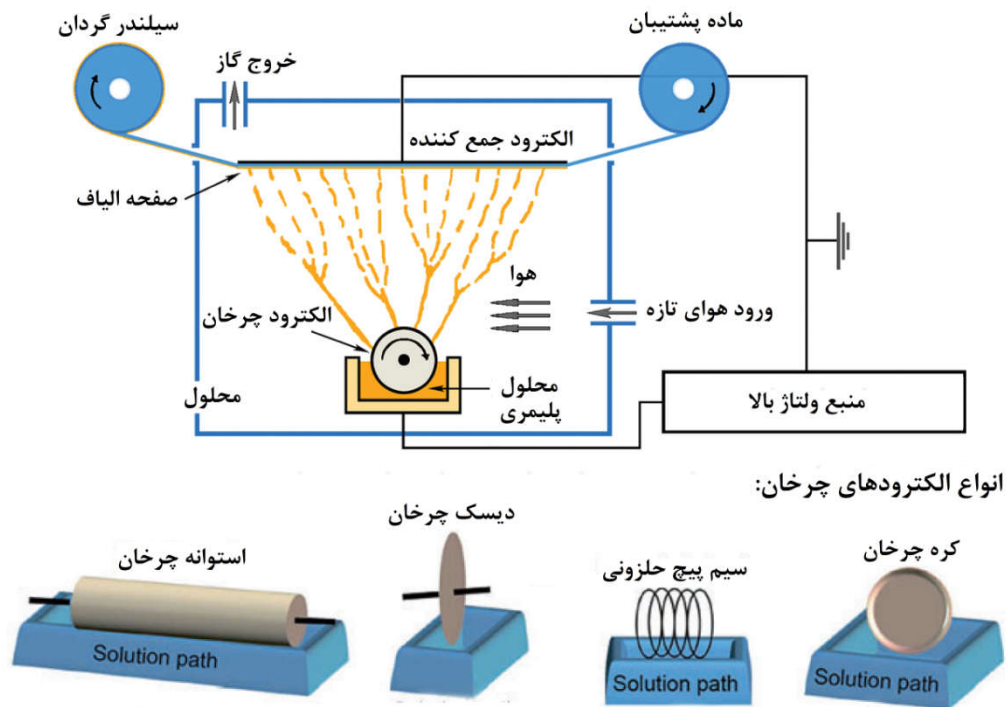 سیلندر گردان
ماده پشتیبان
خروج گاز
الکترود جمع کننده
صفحه الیاف
هوا
ورود هوای تازه
الکترود چرخان
محلول
محلول
پلیمری
منبع ولتاژ بالا
انواع الکترودهای چرخان:
دیسک چرخان
استوانه چرخان
سیم پیچ حلزونی
کره چرخان
Solution path
Solution path
Solution path